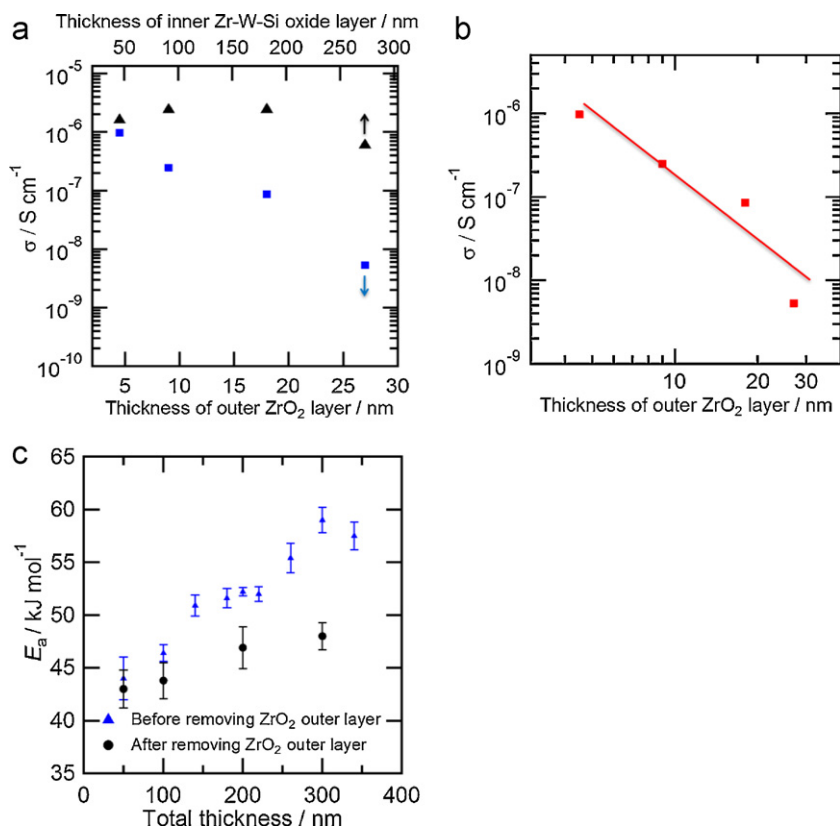 a
Thickness of inner Zr-W-Si oxide layer / nm
50 100 150 200 250 300
10⁻⁵
10⁻⁶
10⁻⁷
10⁻⁸
10⁻⁹
10⁻¹⁰
σ / S cm⁻¹
5 10 15 20 25 30
Thickness of outer ZrO₂ layer / nm
b
10⁻⁶
10⁻⁷
10⁻⁸
10⁻⁹
σ / S cm⁻¹
10 20 30
Thickness of outer ZrO₂ layer / nm
c
65
60
55
50
45
40
35
Eₐ / kJ mol⁻¹
Before removing ZrO₂ outer layer
After removing ZrO₂ outer layer
0 100 200 300 400
Total thickness / nm